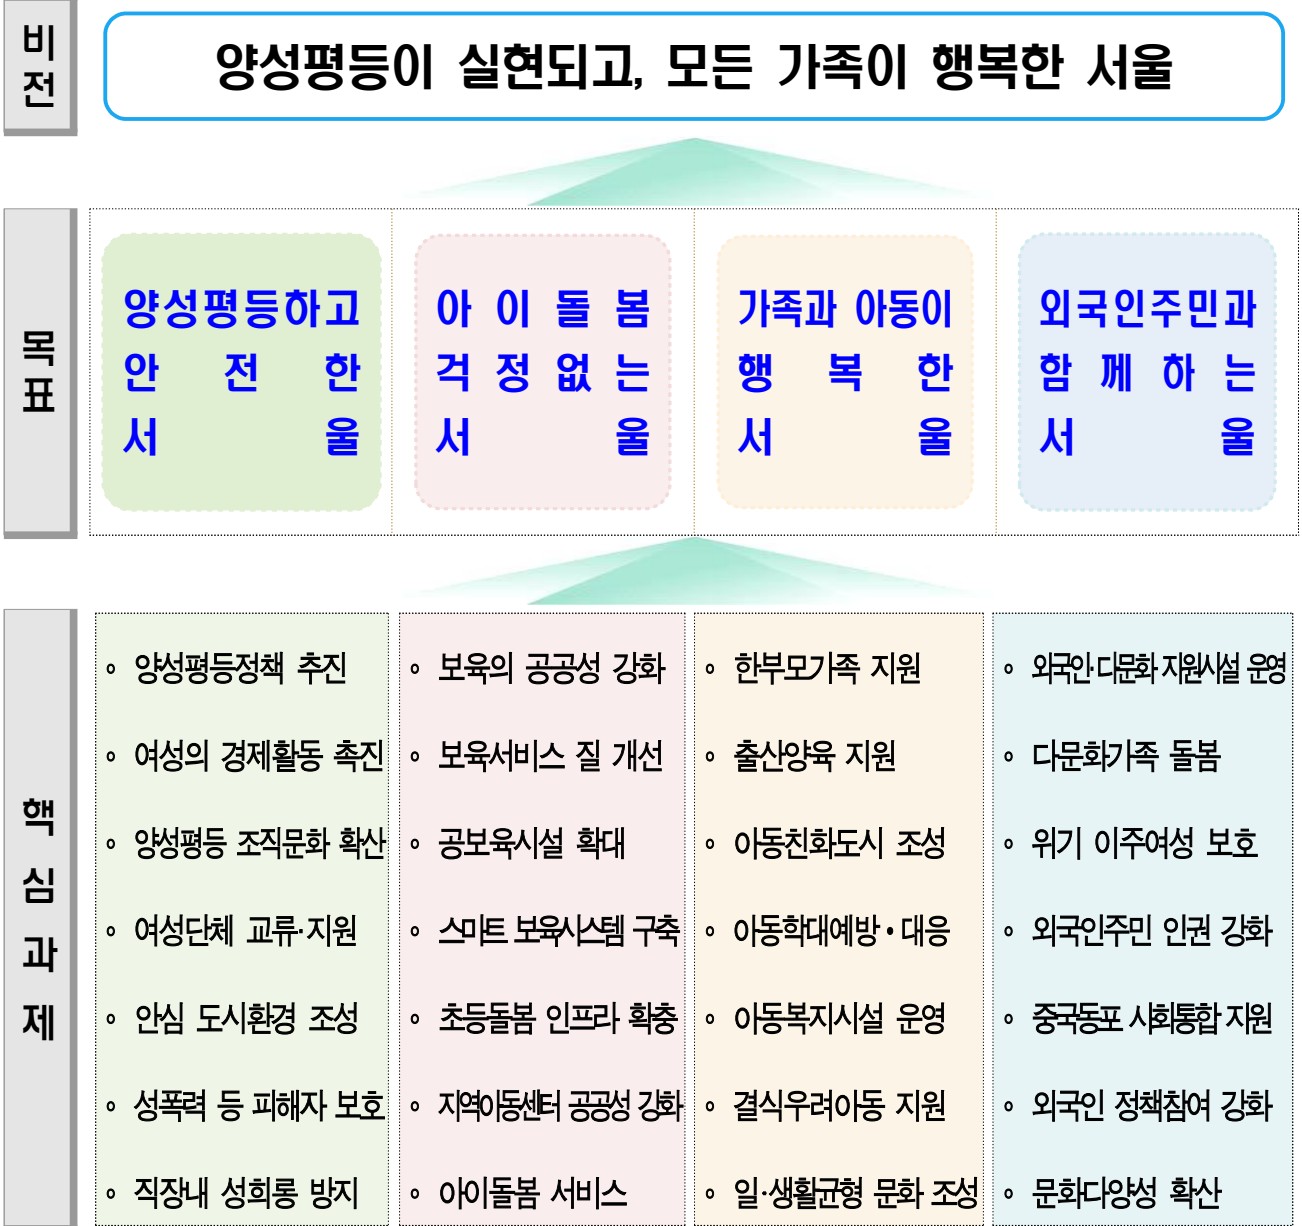 비전
양성평등이 실현되고, 모든 가족이 행복한 서울
목표
양성평등하고
안전한
서울
아이돌봄
걱정없는
서울
가족과 아동이
행복한
서울
외국인주민과
함께하는
서울
핵심과제
◦ 양성평등정책 추진
◦ 여성의 경제활동 촉진
◦ 양성평등 조직문화 확산
◦ 여성단체 교류·지원
◦ 안심 도시환경 조성
◦ 성폭력 등 피해자 보호
◦ 직장내 성희롱 방지
◦ 보육의 공공성 강화
◦ 보육서비스 질 개선
◦ 공보육시설 확대
◦ 스마트 보육시스템 구축
◦ 초등돌봄 인프라 확충
◦ 지역아동센터 공공성 강화
◦ 아이돌봄 서비스
◦ 한부모가족 지원
◦ 출산양육 지원
◦ 아동친화도시 조성
◦ 아동학대예방•대응
◦ 아동복지시설 운영
◦ 결식우려아동 지원
◦ 일·생활균형 문화 조성
◦ 외국인·다문화 지원시설 운영
◦ 다문화가족 돌봄
◦ 위기 이주여성 보호
◦ 외국인주민 인권 강화
◦ 중국동포 사회통합 지원
◦ 외국인 정책참여 강화
◦ 문화다양성 확산